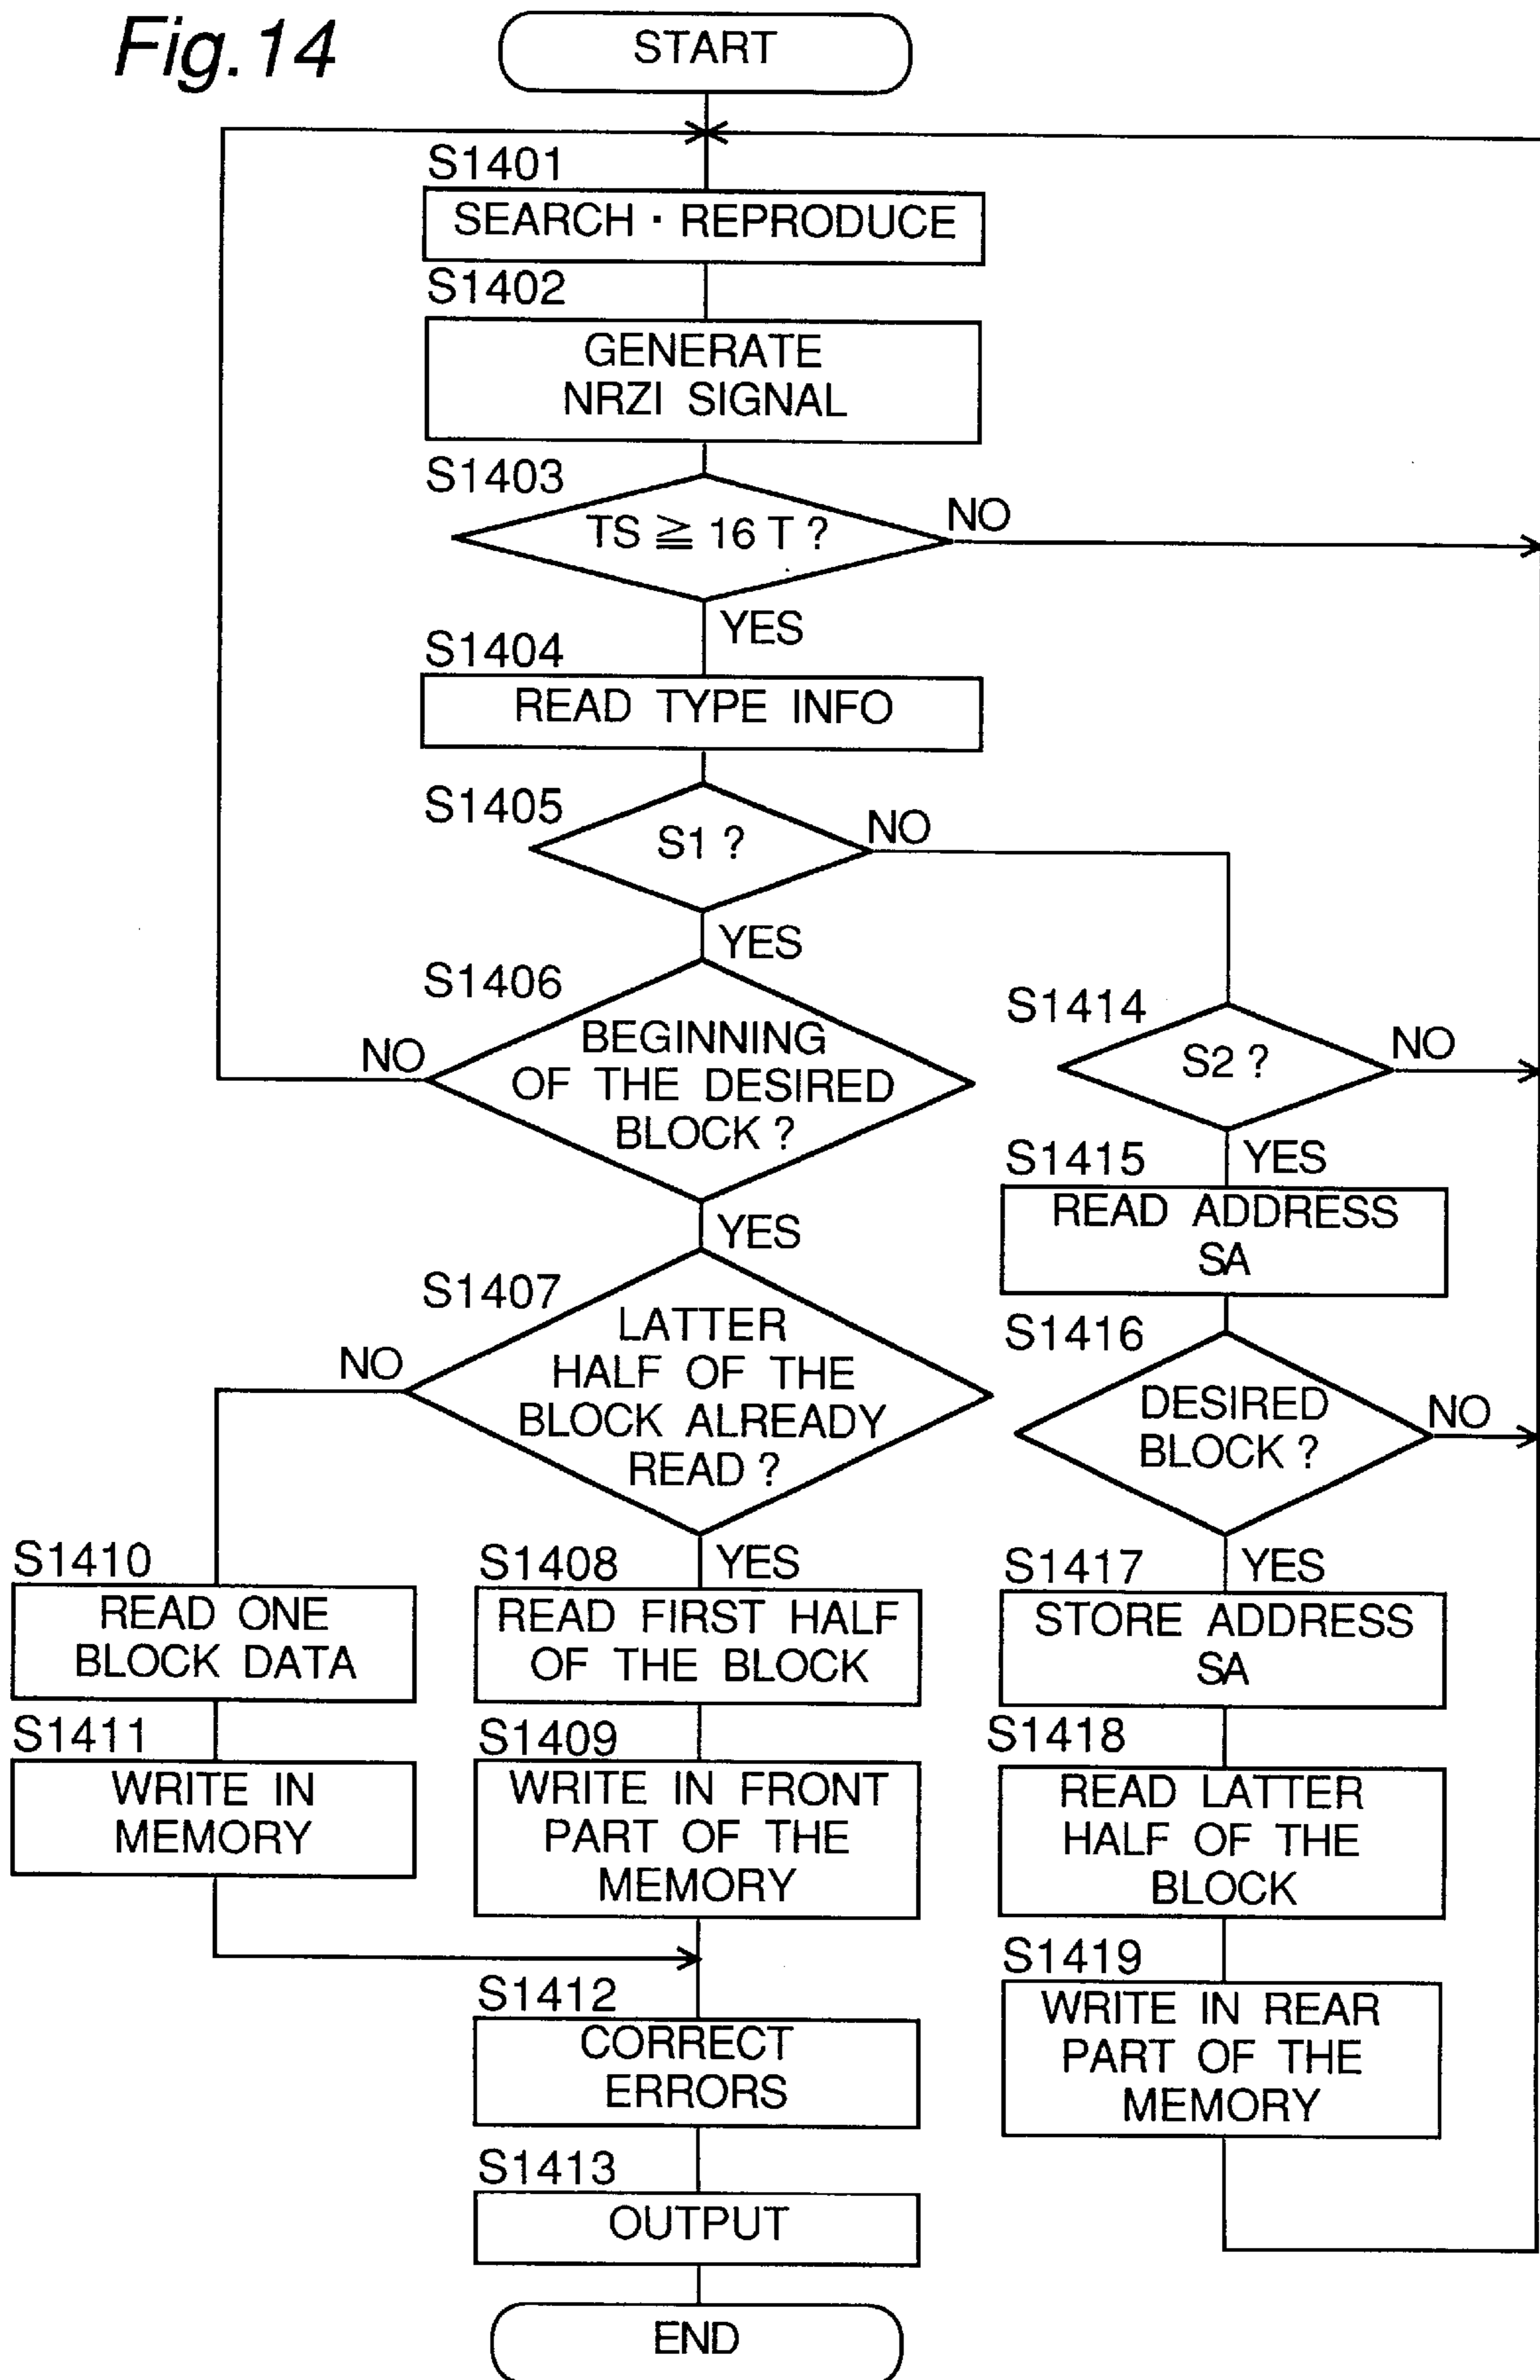 Fig.14
START
S1401
SEARCH・REPRODUCE
S1402
GENERATE
NRZI SIGNAL
S1403
TS ≧ 16 T ?
NO
YES
S1404
READ TYPE INFO
S1405
S1 ?
NO
YES
S1406
BEGINNING
OF THE DESIRED
BLOCK ?
NO
YES
S1407
LATTER
HALF OF THE
BLOCK ALREADY
READ ?
NO
YES
S1410
READ ONE
BLOCK DATA
S1411
WRITE IN
MEMORY
S1408
READ FIRST HALF
OF THE BLOCK
S1409
WRITE IN FRONT
PART OF THE
MEMORY
S1412
CORRECT
ERRORS
S1413
OUTPUT
END
S1414
S2 ?
NO
YES
S1415
READ ADDRESS
SA
S1416
DESIRED
BLOCK ?
NO
YES
S1417
STORE ADDRESS
SA
S1418
READ LATTER
HALF OF THE
BLOCK
S1419
WRITE IN REAR
PART OF THE
MEMORY